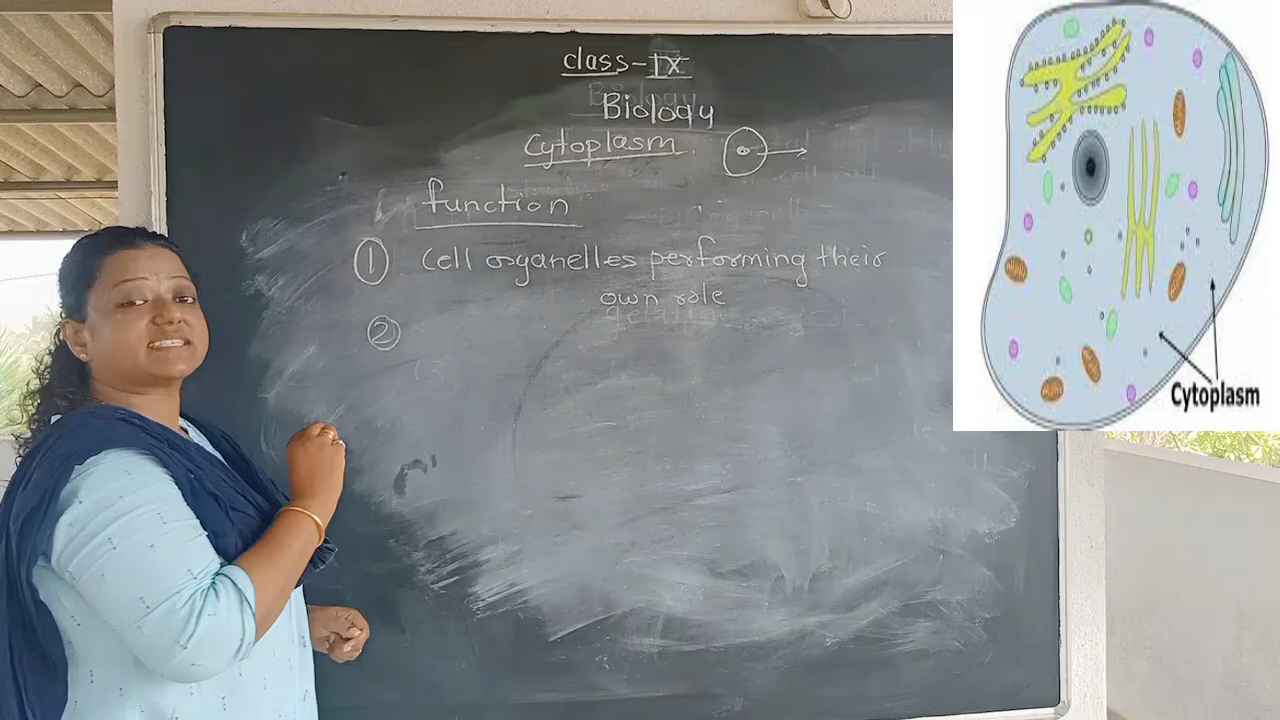 class-IX
Biology
Cytoplasm
function
① Cell organelles performing their
own role
②
Cytoplasm